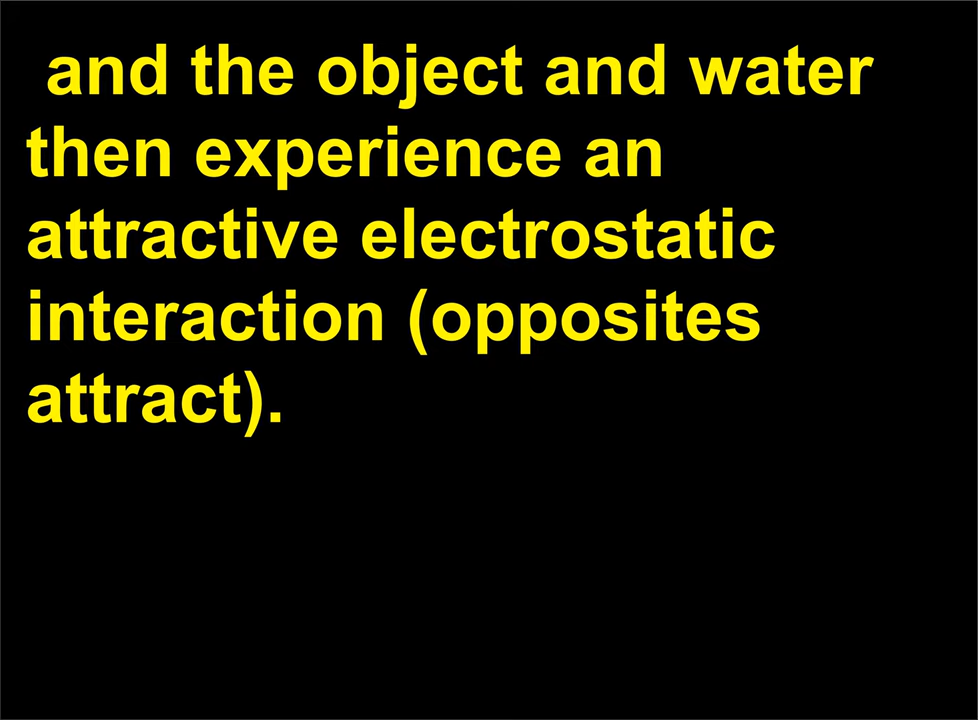 and the object and water
then experience an
attractive electrostatic
interaction (opposites
attract).